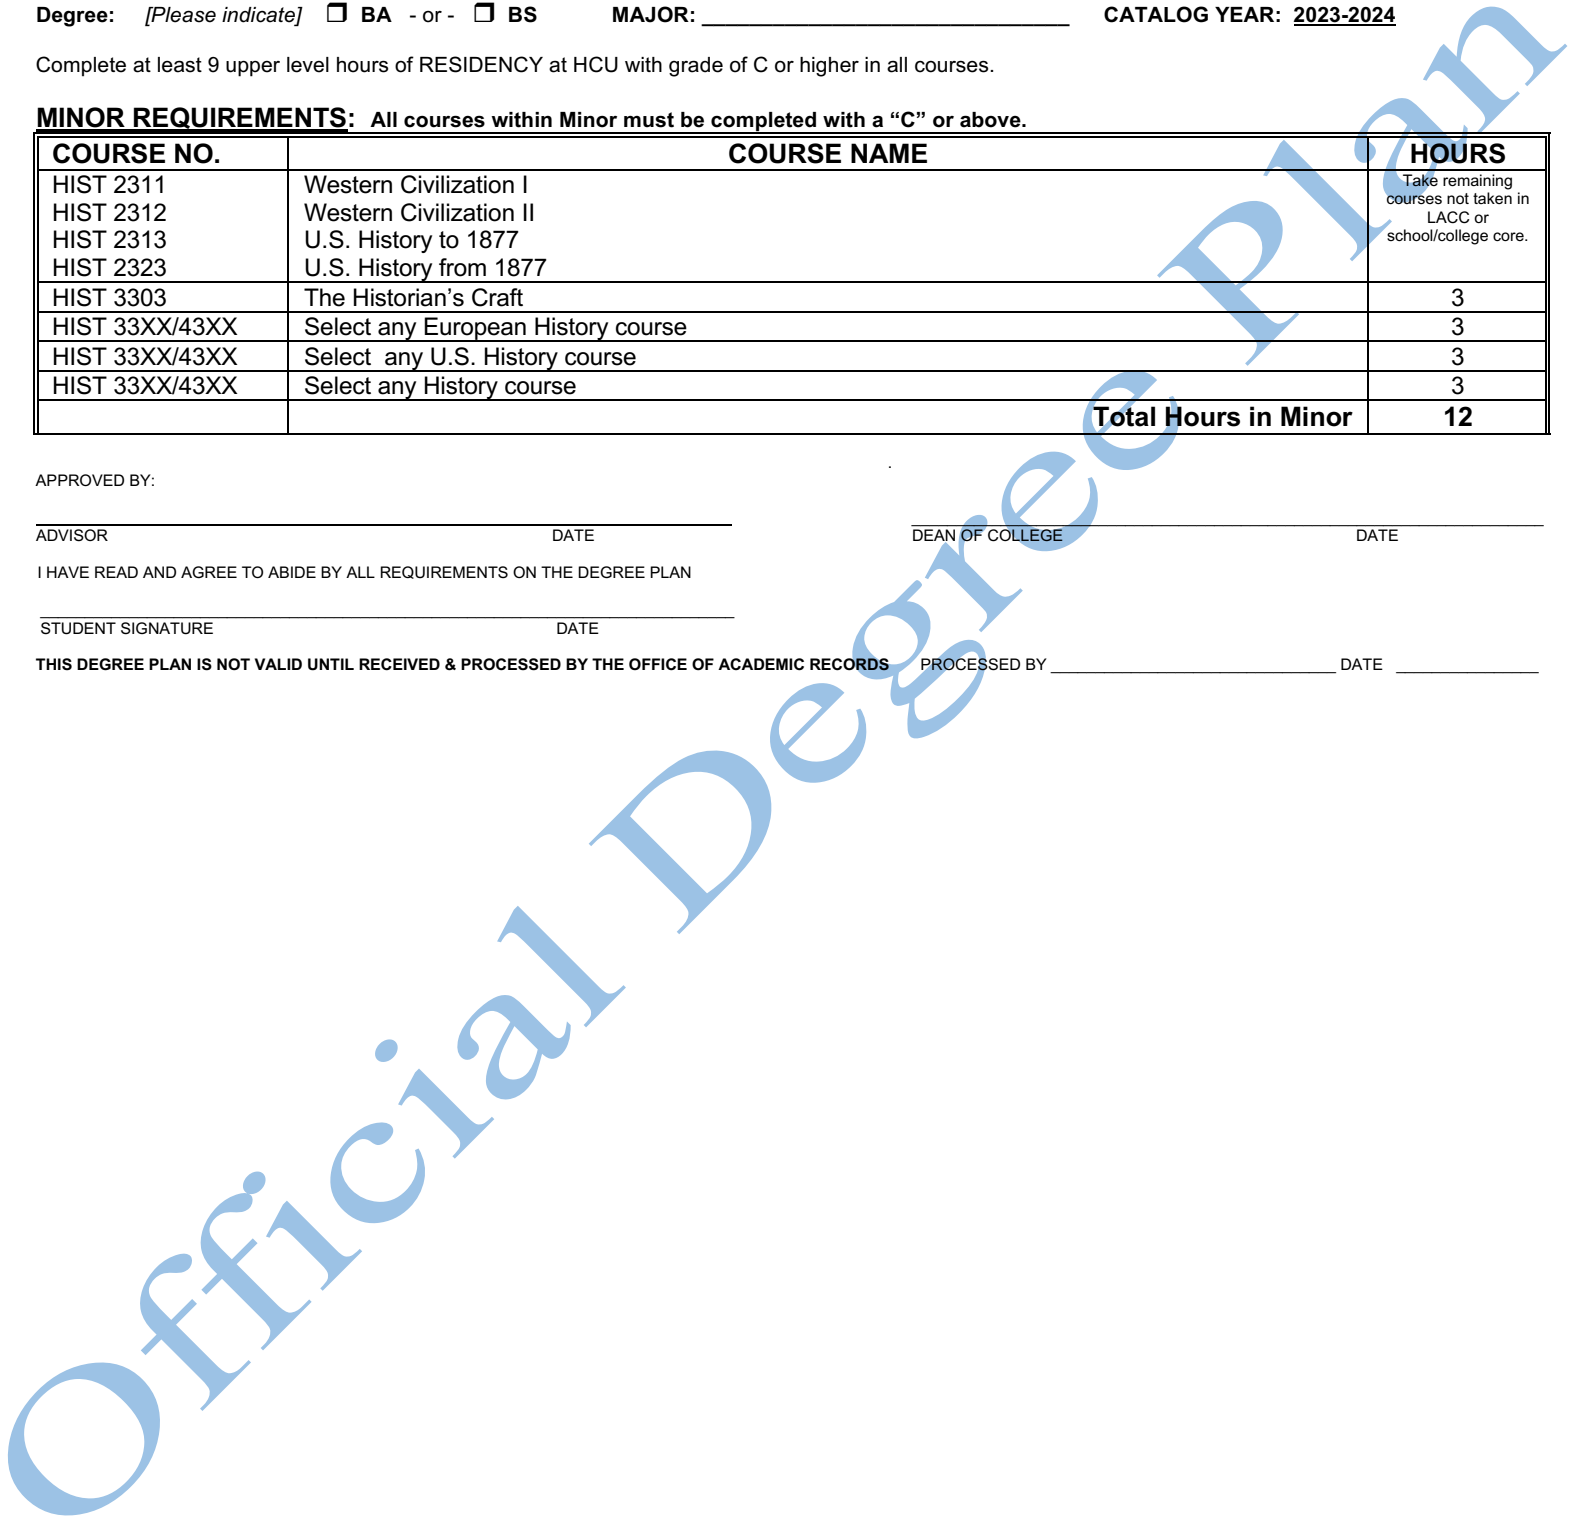 Degree: [Please indicate] ❒ BA - or - ❒ BS MAJOR: ______________________________ CATALOG YEAR: 2023-2024
Complete at least 9 upper level hours of RESIDENCY at HCU with grade of C or higher in all courses.
MINOR REQUIREMENTS: All courses within Minor must be completed with a “C” or above.
COURSE NO. COURSE NAME HOURS
HIST 2311 Western Civilization I Take remaining
HIST 2312 Western Civilization II courses not taken in
HIST 2313 U.S. History to 1877 LACC or
HIST 2323 U.S. History from 1877 school/college core.
HIST 3303 The Historian’s Craft 3
HIST 33XX/43XX Select any European History course 3
HIST 33XX/43XX Select any U.S. History course 3
HIST 33XX/43XX Select any History course 3
Total Hours in Minor 12
.
APPROVED BY:
ADVISOR DATE DEAN OF COLLEGE DATE
I HAVE READ AND AGREE TO ABIDE BY ALL REQUIREMENTS ON THE DEGREE PLAN
STUDENT SIGNATURE DATE
THIS DEGREE PLAN IS NOT VALID UNTIL RECEIVED & PROCESSED BY THE OFFICE OF ACADEMIC RECORDS PROCESSED BY ________________________________ DATE ________________
Official Degree Plan